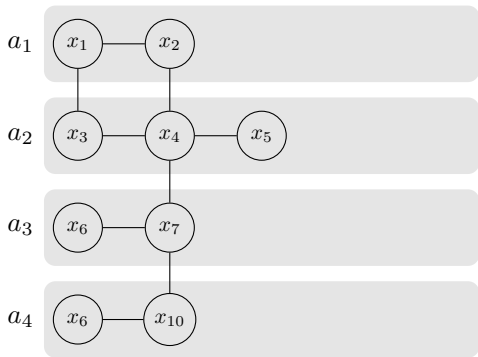 a₁ x₁ x₂
a₂ x₃ x₄ x₅
a₃ x₆ x₇
a₄ x₆ x₁₀